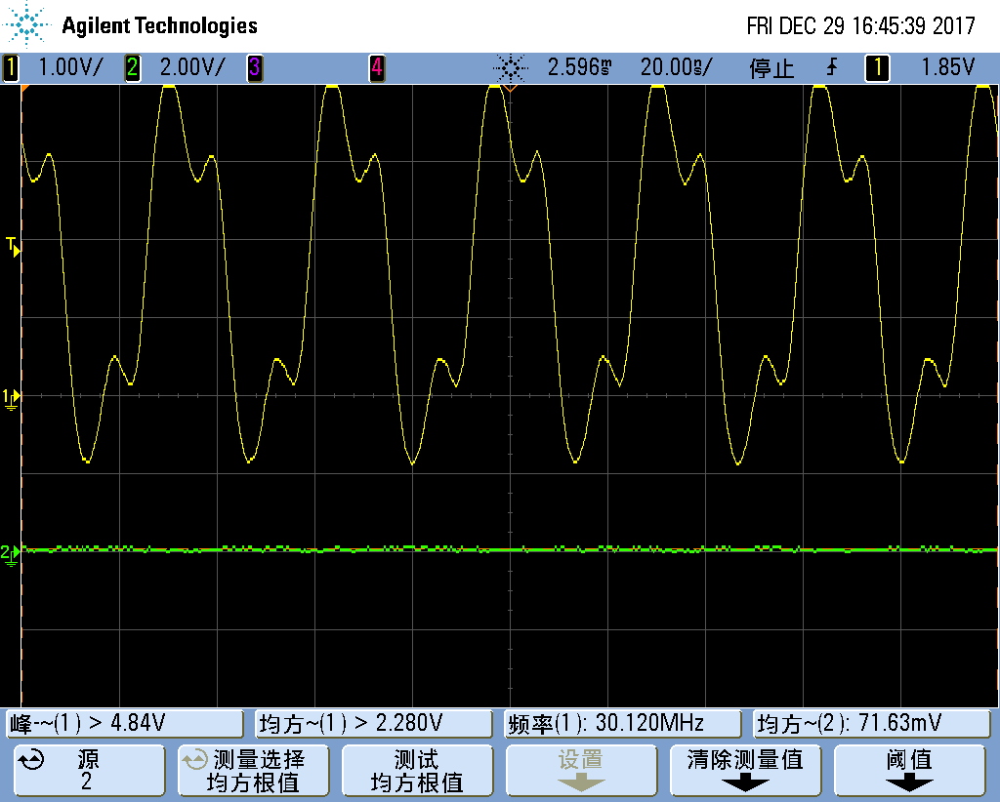 Agilent Technologies FRI DEC 29 16:45:39 2017
1 1.00V/ 2 2.00V/ 3 4 2.596ms 20.00ns/ 停止 1 1.85V
T
1
2
峰-~(1) > 4.84V 均方~(1) > 2.280V 频率(1): 30.120MHz 均方~(2): 71.63mV
源 测量选择 测试 设置 清除测量值 阈值
2 均方根值 均方根值